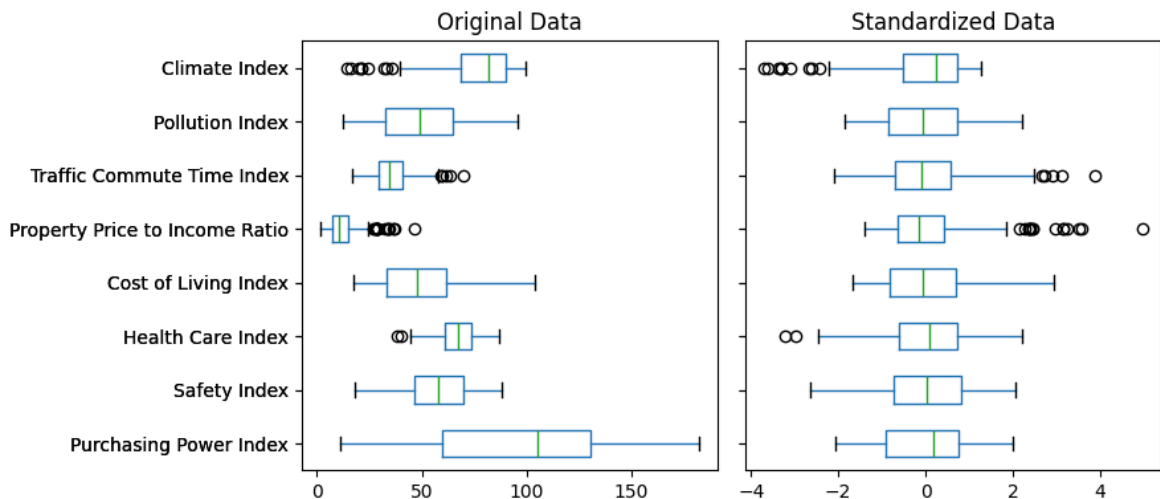 Original Data
Standardized Data
Climate Index
Pollution Index
Traffic Commute Time Index
Property Price to Income Ratio
Cost of Living Index
Health Care Index
Safety Index
Purchasing Power Index
0 50 100 150
−4 −2 0 2 4